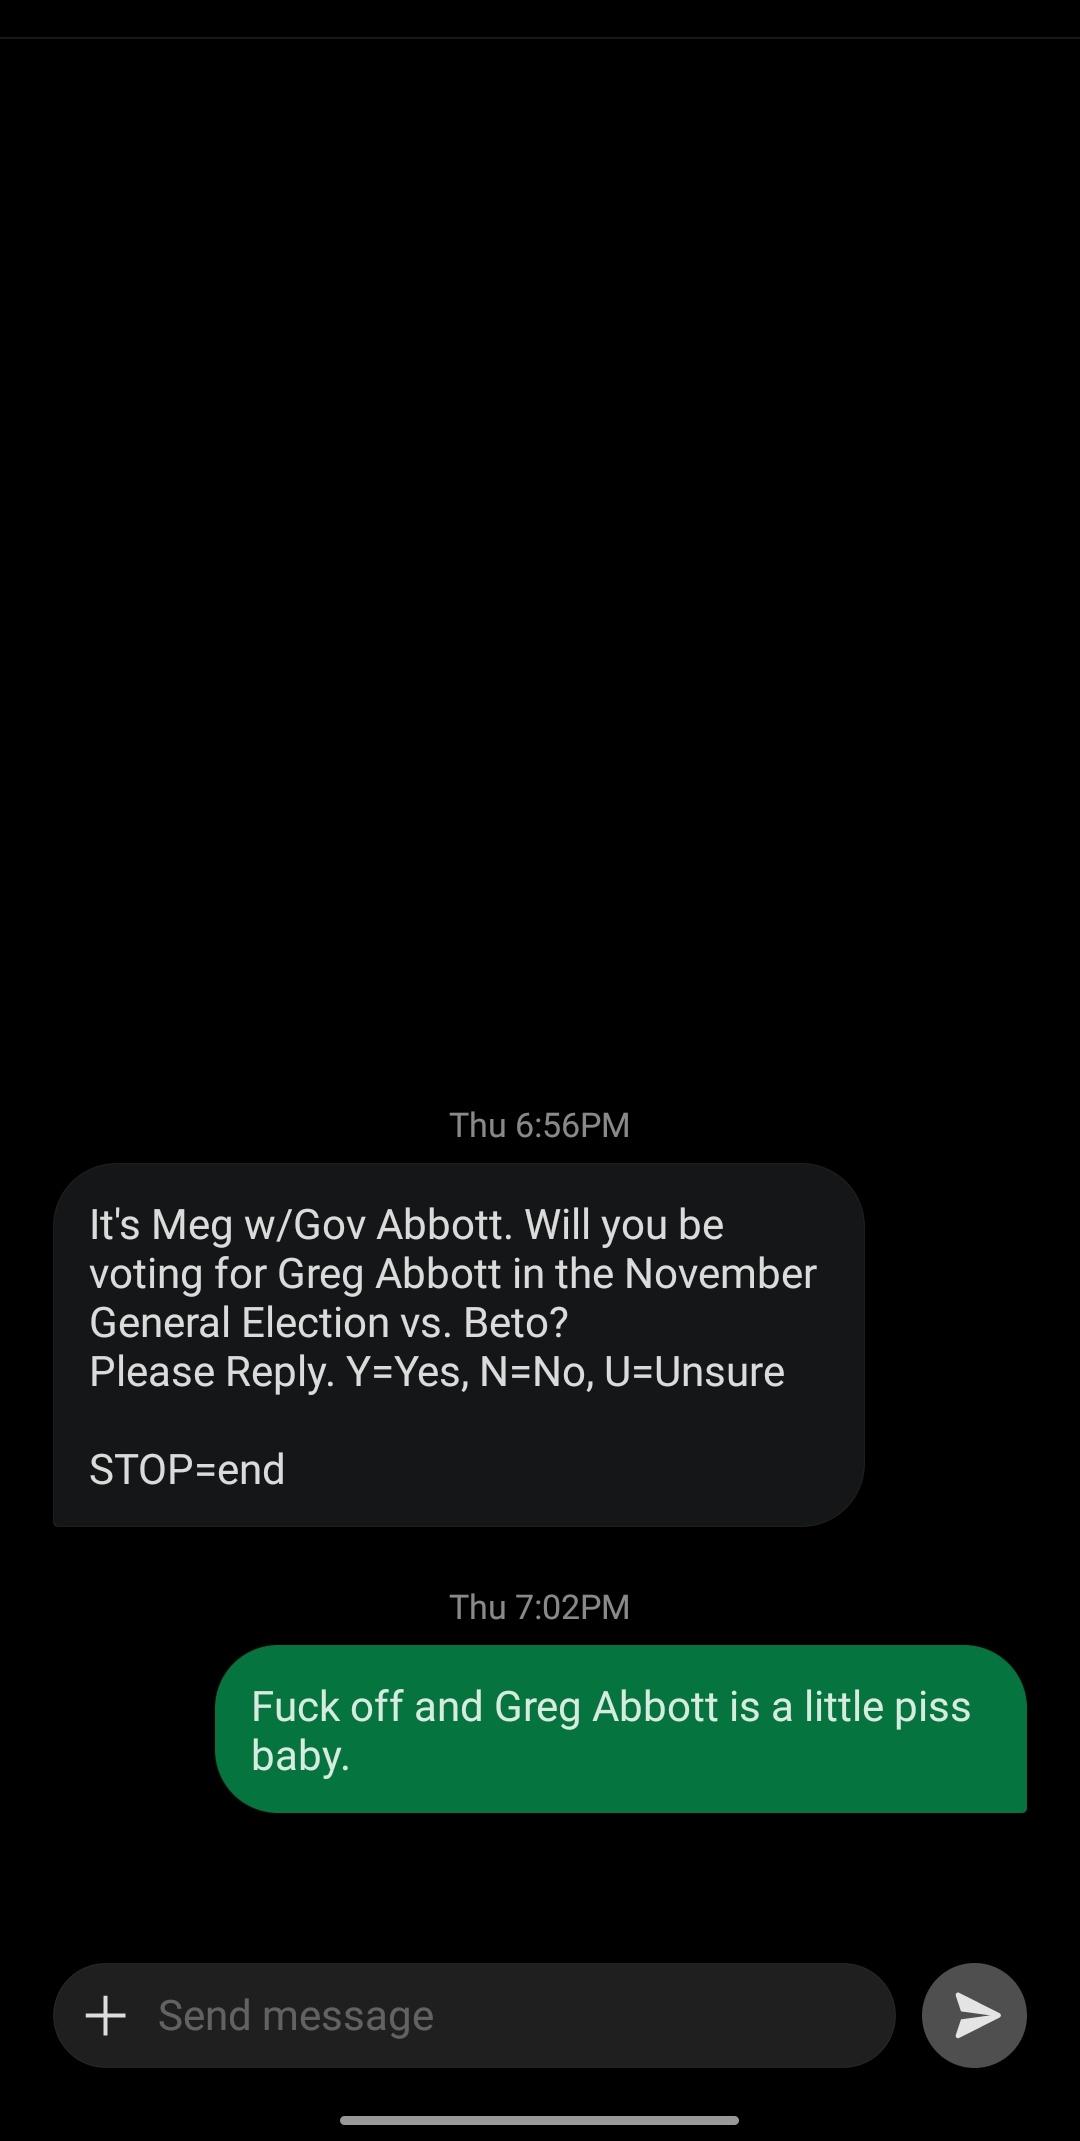 Thu 6:56PM
It's Meg w/Gov Abbott. Will you be
voting for Greg Abbott in the November
General Election vs. Beto?
Please Reply. Y=Yes, N=No, U=Unsure
STOP=end
Thu 7:02PM
Fuck off and Greg Abbott is a little piss
baby.
Send message